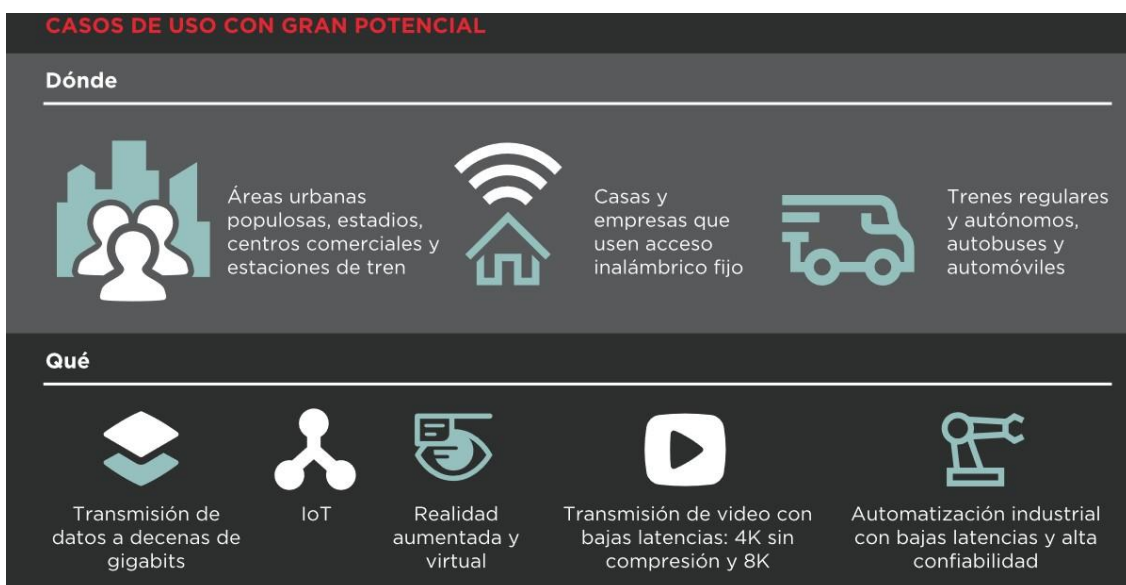 CASOS DE USO CON GRAN POTENCIAL
Dónde
Áreas urbanas
populosas, estadios,
centros comerciales y
estaciones de tren
Casas y
empresas que
usen acceso
inalámbrico fijo
Trenes regulares
y autónomos,
autobuses y
automóviles
Qué
Transmisión de
datos a decenas de
gigabits
IoT
Realidad
aumentada y
virtual
Transmisión de video con
bajas latencias: 4K sin
compresión y 8K
Automatización industrial
con bajas latencias y alta
confiabilidad